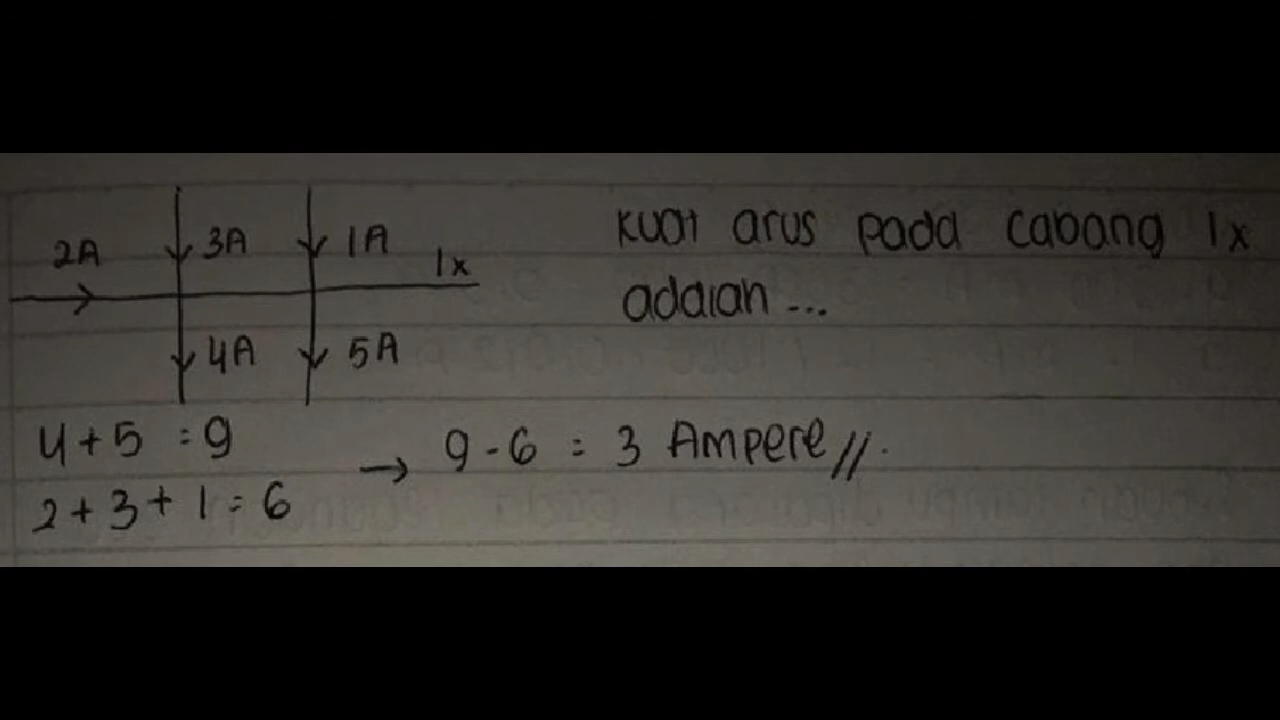 2A 3A 1A Ix
4A 5A
Kuat arus pada cabang Ix
adalah ...
4 + 5 = 9
2 + 3 + 1 = 6
→ 9 - 6 = 3 Ampere //.